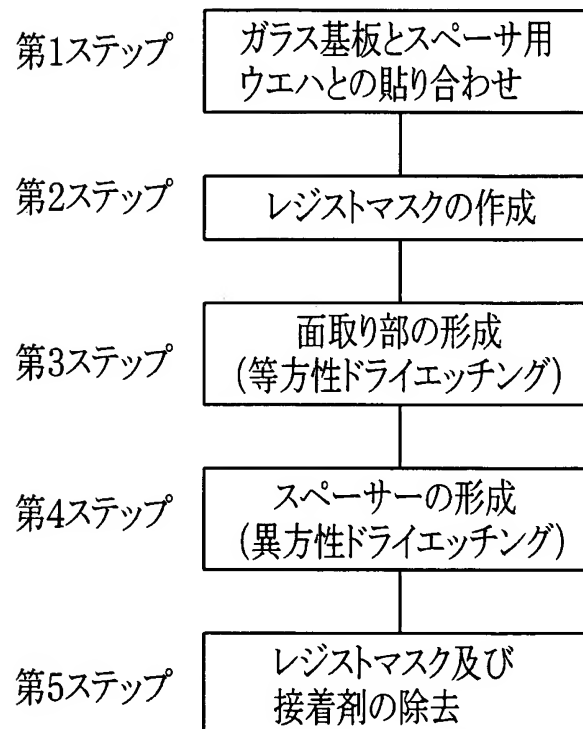 第1ステップ
ガラス基板とスペーサ用
ウエハとの貼り合わせ
第2ステップ
レジストマスクの作成
第3ステップ
面取り部の形成
(等方性ドライエッチング)
第4ステップ
スペーサーの形成
(異方性ドライエッチング)
第5ステップ
レジストマスク及び
接着剤の除去